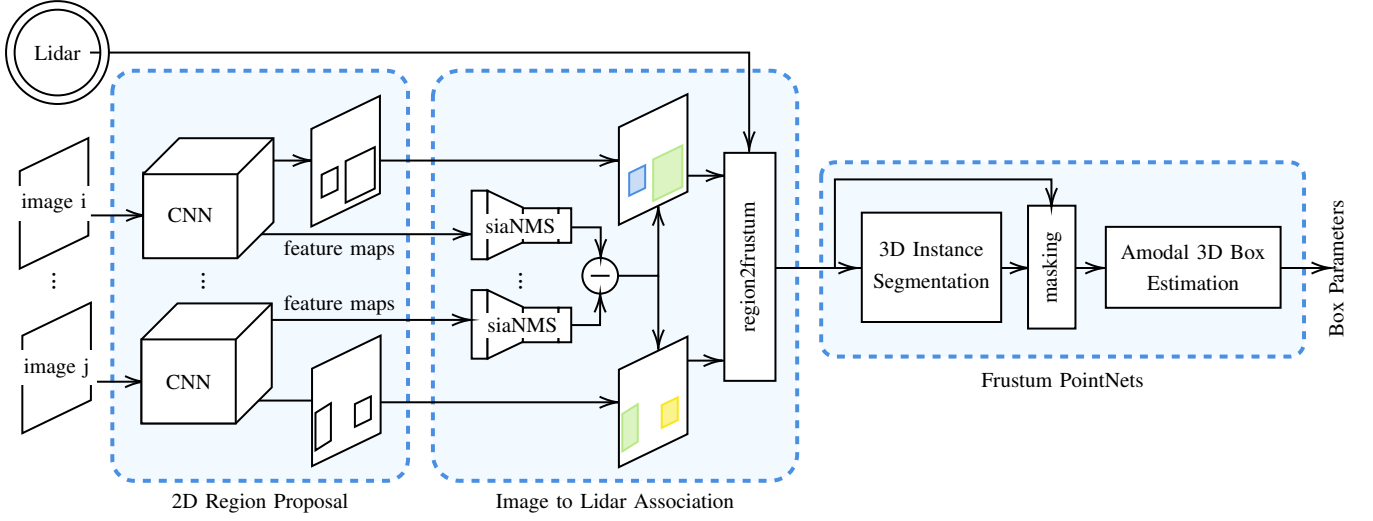 Lidar
image i
⋮
image j
CNN
⋮
CNN
feature maps
feature maps
2D Region Proposal
siaNMS
⋮
siaNMS
region2frustum
Image to Lidar Association
3D Instance
Segmentation
masking
Amodal 3D Box
Estimation
Frustum PointNets
Box Parameters